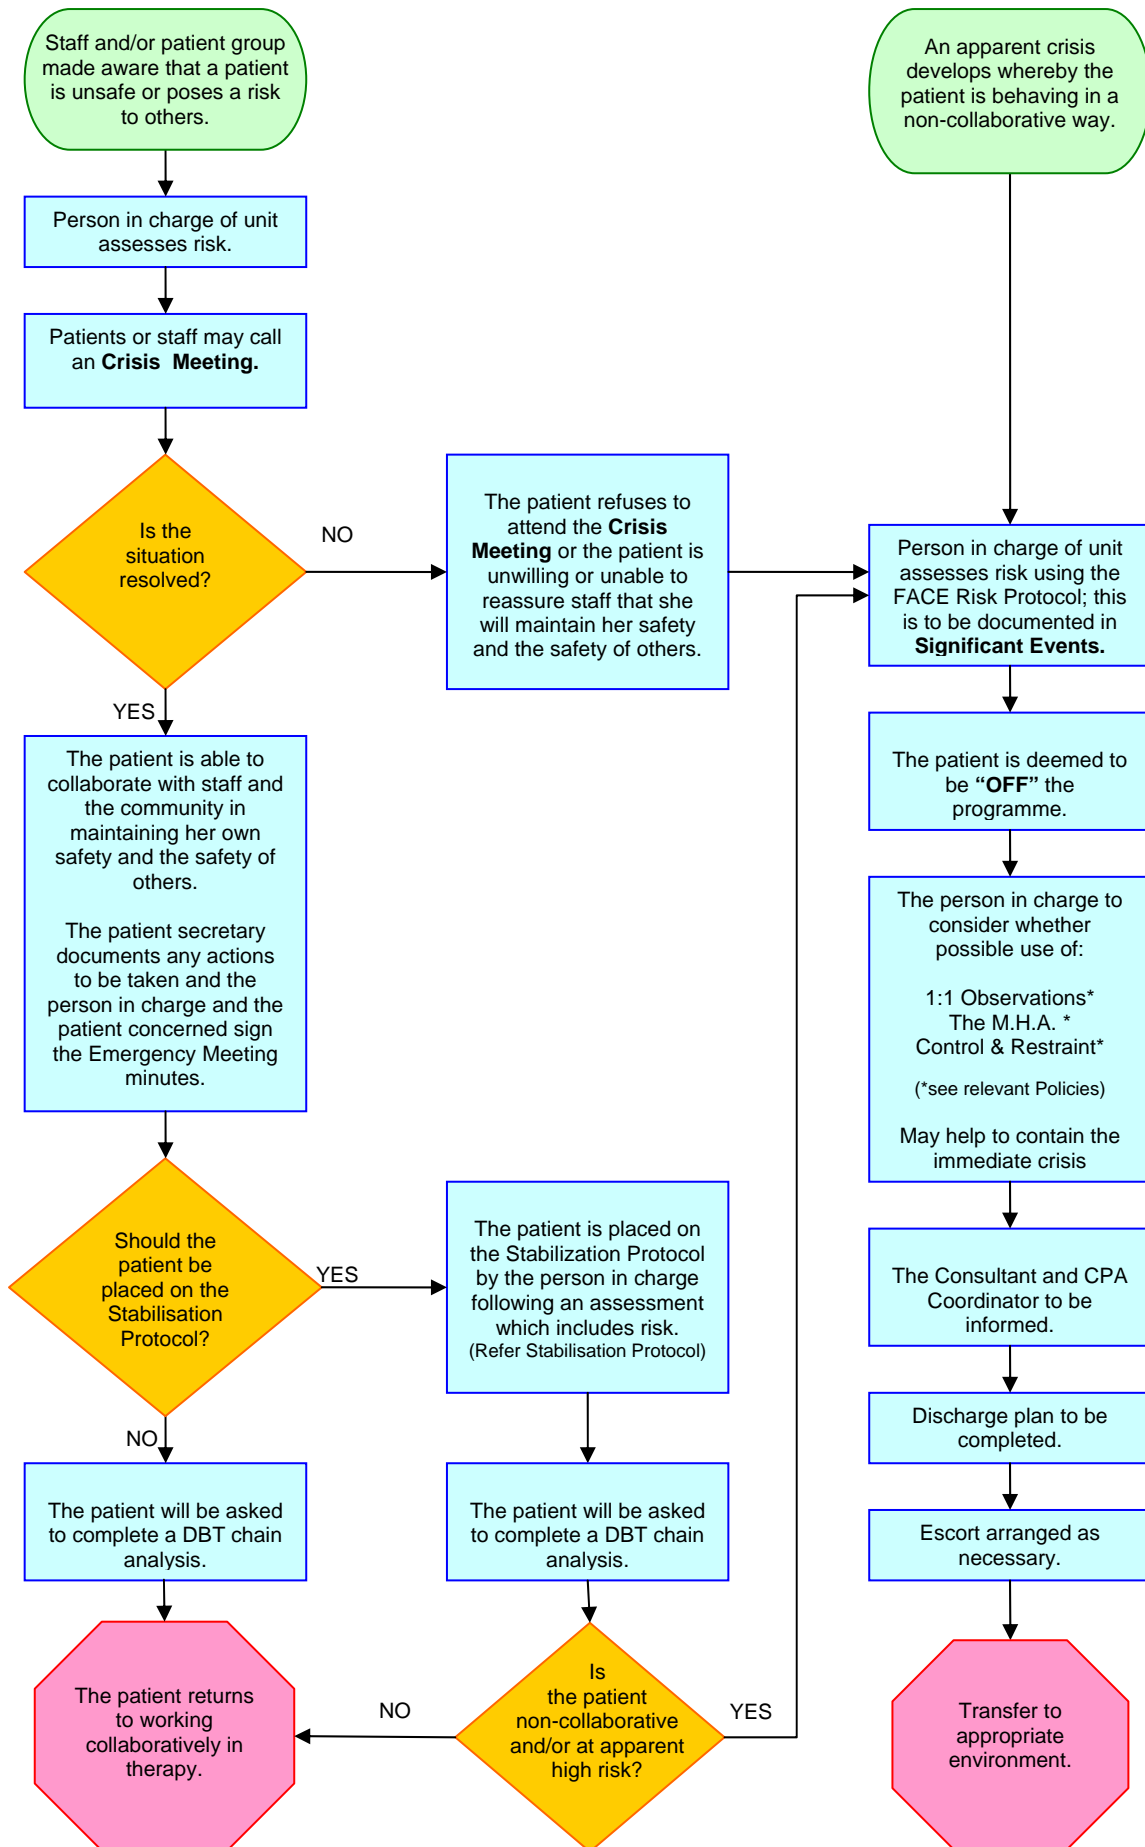 Staff and/or patient group
made aware that a patient
is unsafe or poses a risk
to others.
Person in charge of unit
assesses risk.
Patients or staff may call
an Crisis Meeting.
Is the
situation
resolved?
NO
The patient refuses to
attend the Crisis
Meeting or the patient is
unwilling or unable to
reassure staff that she
will maintain her safety
and the safety of others.
YES
The patient is able to
collaborate with staff and
the community in
maintaining her own
safety and the safety of
others.
The patient secretary
documents any actions
to be taken and the
person in charge and the
patient concerned sign
the Emergency Meeting
minutes.
Should the
patient be
placed on the
Stabilisation
Protocol?
YES
The patient is placed on
the Stabilization Protocol
by the person in charge
following an assessment
which includes risk.
(Refer Stabilisation Protocol)
NO
The patient will be asked
to complete a DBT chain
analysis.
The patient will be asked
to complete a DBT chain
analysis.
The patient returns
to working
collaboratively in
therapy.
NO
Is
the patient
non-collaborative
and/or at apparent
high risk?
YES
An apparent crisis
develops whereby the
patient is behaving in a
non-collaborative way.
Person in charge of unit
assesses risk using the
FACE Risk Protocol; this
is to be documented in
Significant Events.
The patient is deemed to
be “OFF” the
programme.
The person in charge to
consider whether
possible use of:
1:1 Observations*
The M.H.A. *
Control & Restraint*
(*see relevant Policies)
May help to contain the
immediate crisis
The Consultant and CPA
Coordinator to be
informed.
Discharge plan to be
completed.
Escort arranged as
necessary.
Transfer to
appropriate
environment.